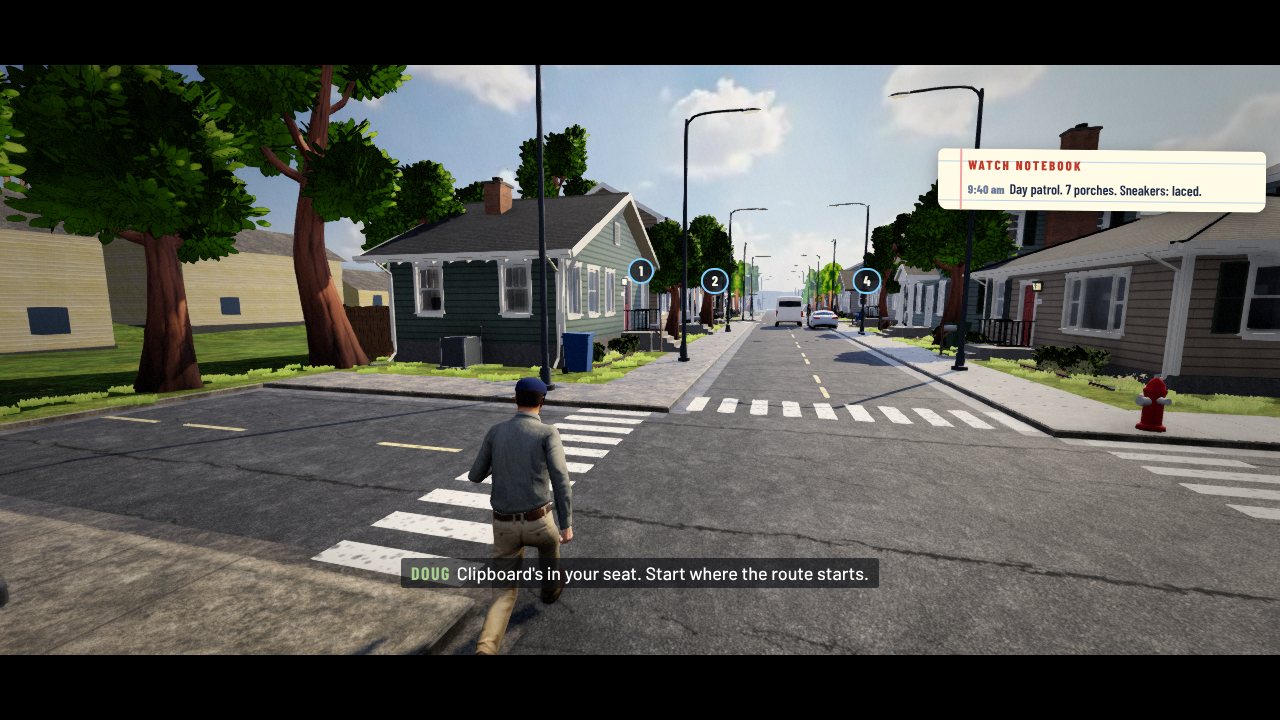 WATCH NOTEBOOK
9:40 am Day patrol. 7 porches. Sneakers: laced.
1
2
4
DOUG Clipboard's in your seat. Start where the route starts.